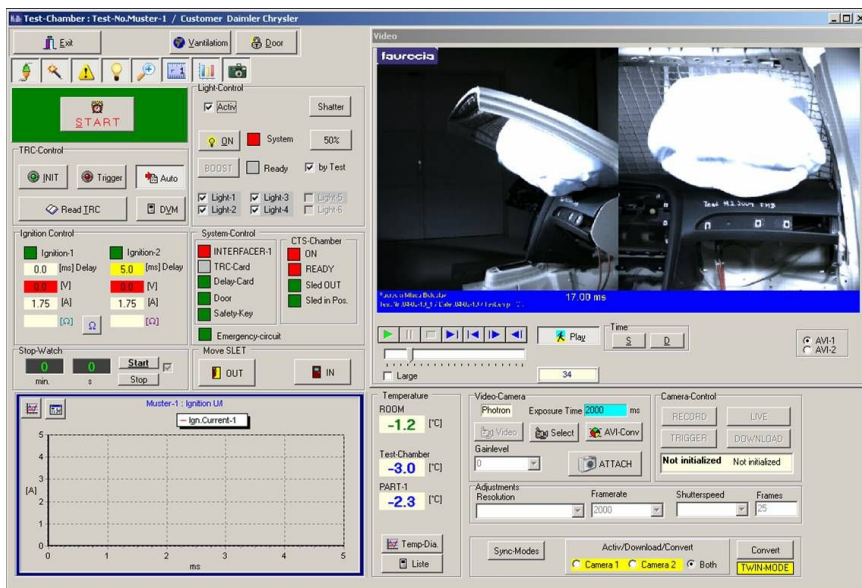 Test-Chamber : Test-No.Muster-1 / Customer Daimler Chrysler
Exit
Vantilatiom
Door
START
TRC-Control
INIT
Trigger
Auto
Read TRC
DVM
Light-Control
Activ
Shatter
ON
System
50%
BOOST
Ready
by Test
Light-1
Light-3
Light-5
Light-2
Light-4
Light-6
Ignition Control
Ignition-1
Ignition-2
0.0 [ms] Delay
5.0 [ms] Delay
0.0 [V]
0.0 [V]
1.75 [A]
1.75 [A]
[Ω]
Ω
[Ω]
System-Control
INTERFACER-1
TRC-Card
Delay-Card
Door
Safety-Key
Emergency-circuit
CTS-Chamber
ON
READY
Sled OUT
Sled in Pos.
Stop-Watch
0
0
min.
s
Start
Stop
Move SLET
OUT
IN
Video
faurecia
17.00 ms
Play
Time
S
D
AVI-1
AVI-2
Large
34
Muster-1 : Ignition U/I
Ign.Current-1
5
4
3
[A]
2
1
0
0 1 2 3 4 5
ms
Temperature
ROOM
-1.2 [°C]
Test-Chamber
-3.0 [°C]
PART-1
-2.3 [°C]
Temp-Dia.
Liste
Video-Camera
Photron
Exposure Time 2000 ms
Video
Select
AVI-Conv
Gainlevel
0
ATTACH
Camera-Control
RECORD
LIVE
TRIGGER
DOWNLOAD
Not initialized
Not initialized
Adjustments
Resolution
Framerate
Shutterspeed
Frames
2000
25
Sync-Modes
Activ/Download/Convert
Camera 1
Camera 2
Both
Convert
TWIN-MODE